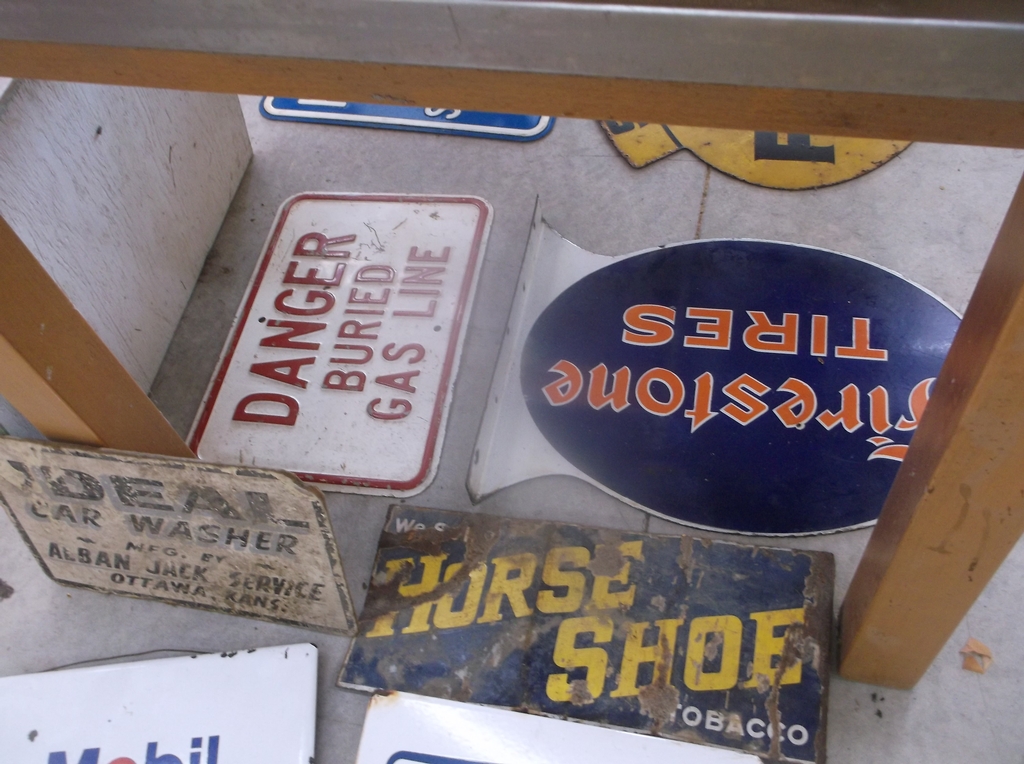 S
F
DANGER
BURIED
GAS LINE
Firestone
TIRES
IDEAL
CAR WASHER
MFG. BY
ALBAN JACK SERVICE
OTTAWA, KANS.
We
HORSE
SHOE
TOBACCO
Mobil